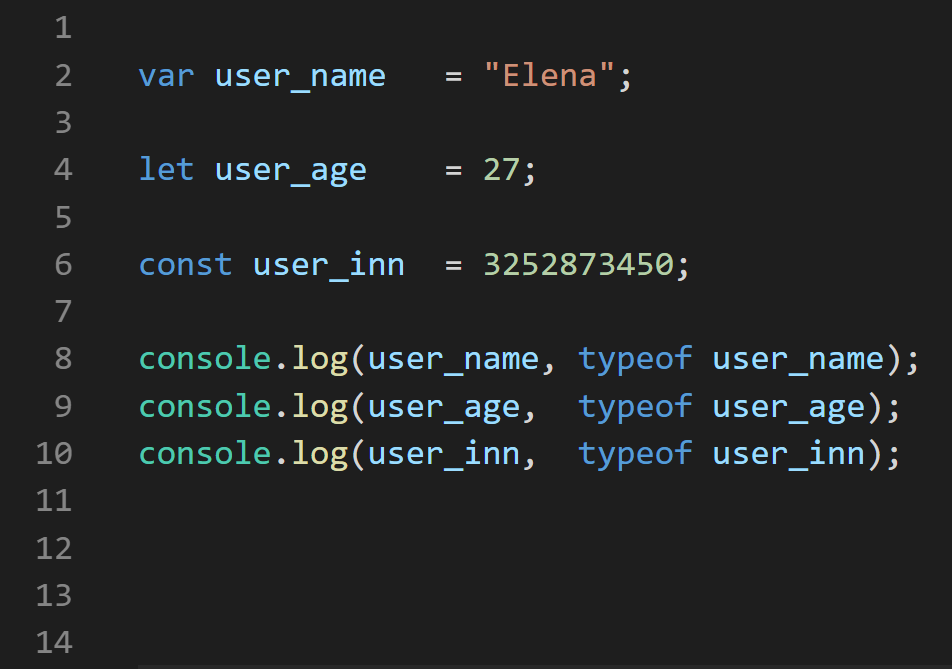 1
2 var user_name   = "Elena";
3
4 let user_age    = 27;
5
6 const user_inn  = 3252873450;
7
8 console.log(user_name, typeof user_name);
9 console.log(user_age,  typeof user_age);
10 console.log(user_inn,  typeof user_inn);
11
12
13
14